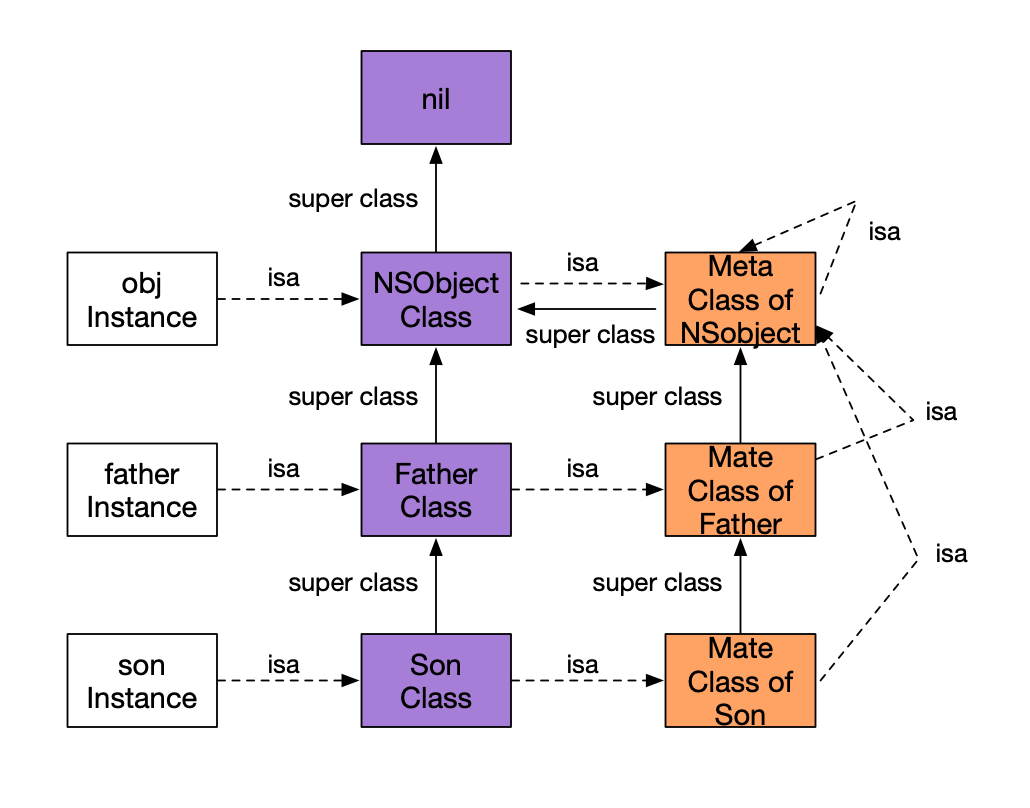 nil
super class
isa
obj
Instance
isa
NSObject
Class
isa
super class
Meta
Class of
NSobject
isa
super class
super class
isa
father
Instance
isa
Father
Class
isa
Mate
Class of
Father
super class
super class
isa
son
Instance
isa
Son
Class
isa
Mate
Class of
Son